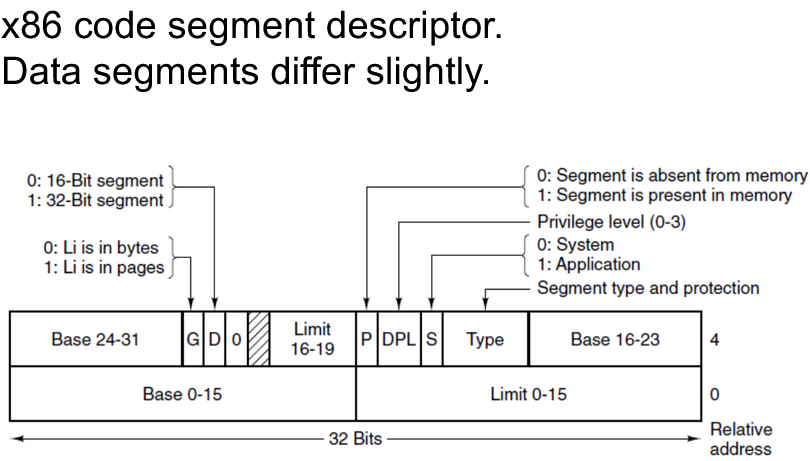 x86 code segment descriptor.
Data segments differ slightly.
0: 16-Bit segment
1: 32-Bit segment
0: Li is in bytes
1: Li is in pages
0: Segment is absent from memory
1: Segment is present in memory
Privilege level (0-3)
0: System
1: Application
Segment type and protection
Base 24-31 G D 0 Limit 16-19 P DPL S Type Base 16-23 4
Base 0-15 Limit 0-15 0
32 Bits
Relative
address